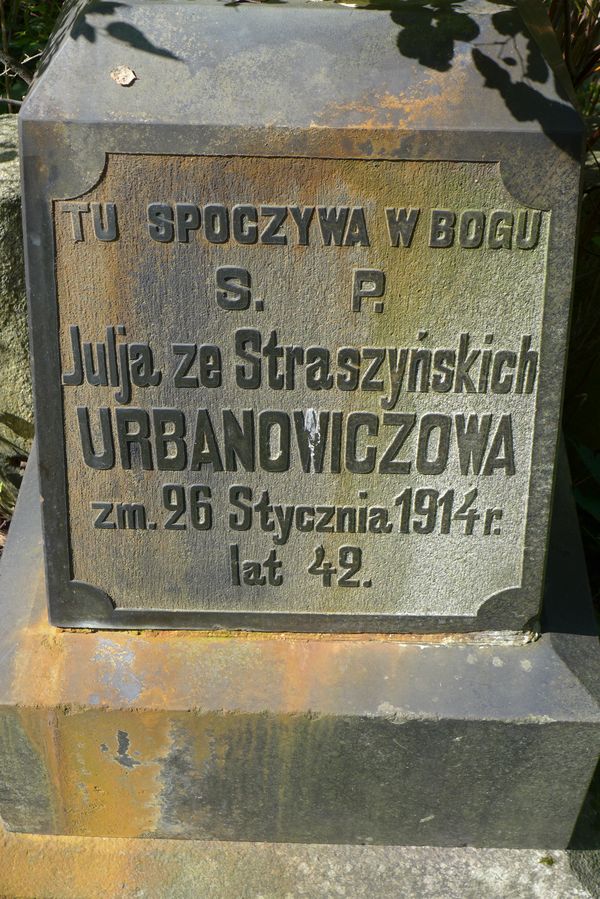 TU SPOCZYWA W BOGU
S. P.
Julja ze Straszyńskich
URBANOWICZOWA
zm. 26 Stycznia 1914 r.
lat 42.